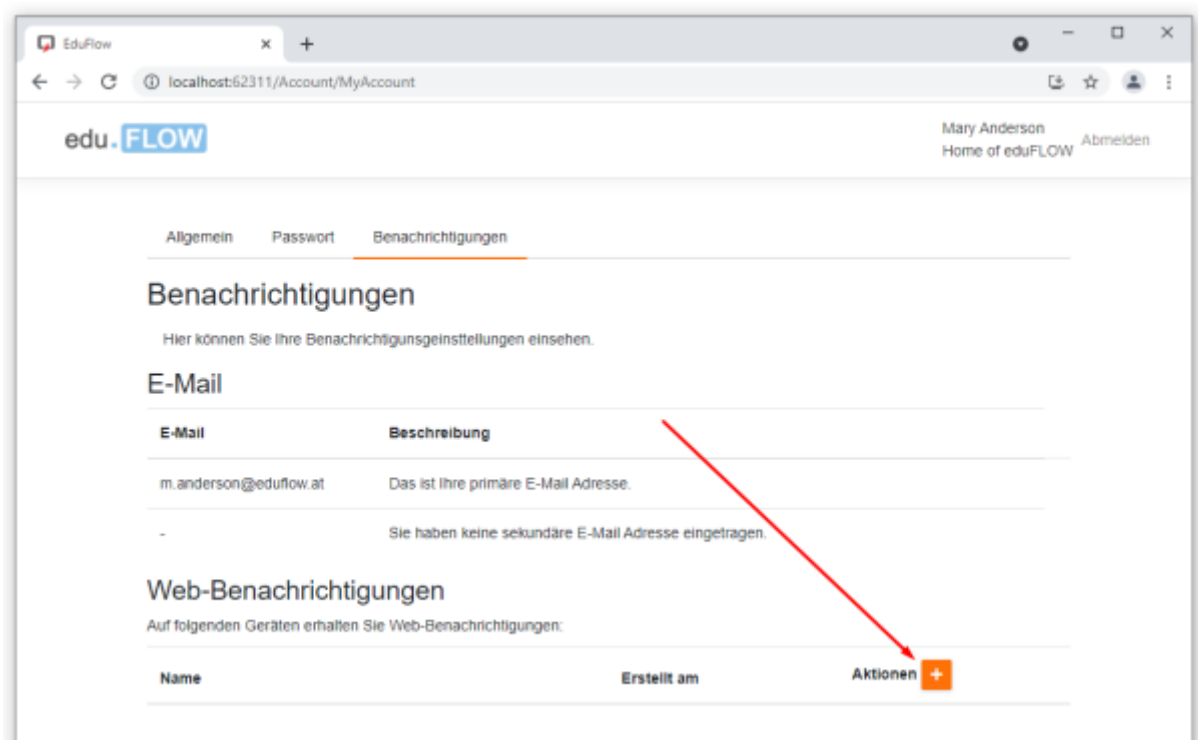 EduFlow
localhost:62311/Account/MyAccount
edu.FLOW
Mary Anderson
Home of eduFLOW
Abmelden
Allgemein Passwort Benachrichtigungen
Benachrichtigungen
Hier können Sie Ihre Benachrichtigunsgeinsttellungen einsehen.
E-Mail
E-Mail Beschreibung
m.anderson@eduflow.at Das ist Ihre primäre E-Mail Adresse.
- Sie haben keine sekundäre E-Mail Adresse eingetragen.
Web-Benachrichtigungen
Auf folgenden Geräten erhalten Sie Web-Benachrichtigungen:
Name Erstellt am Aktionen +